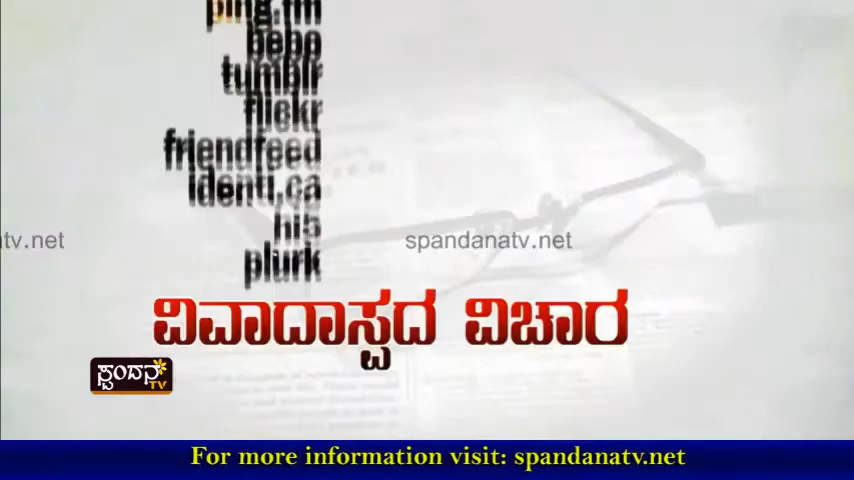 ping.fm
bebo
tumblr
flickr
friendfeed
identi.ca
hi5
plurk
tv.net
spandanatv.net
ವಿವಾದಾಸ್ಪದ ವಿಚಾರ
ಸ್ಪಂದನ TV
For more information visit: spandanatv.net